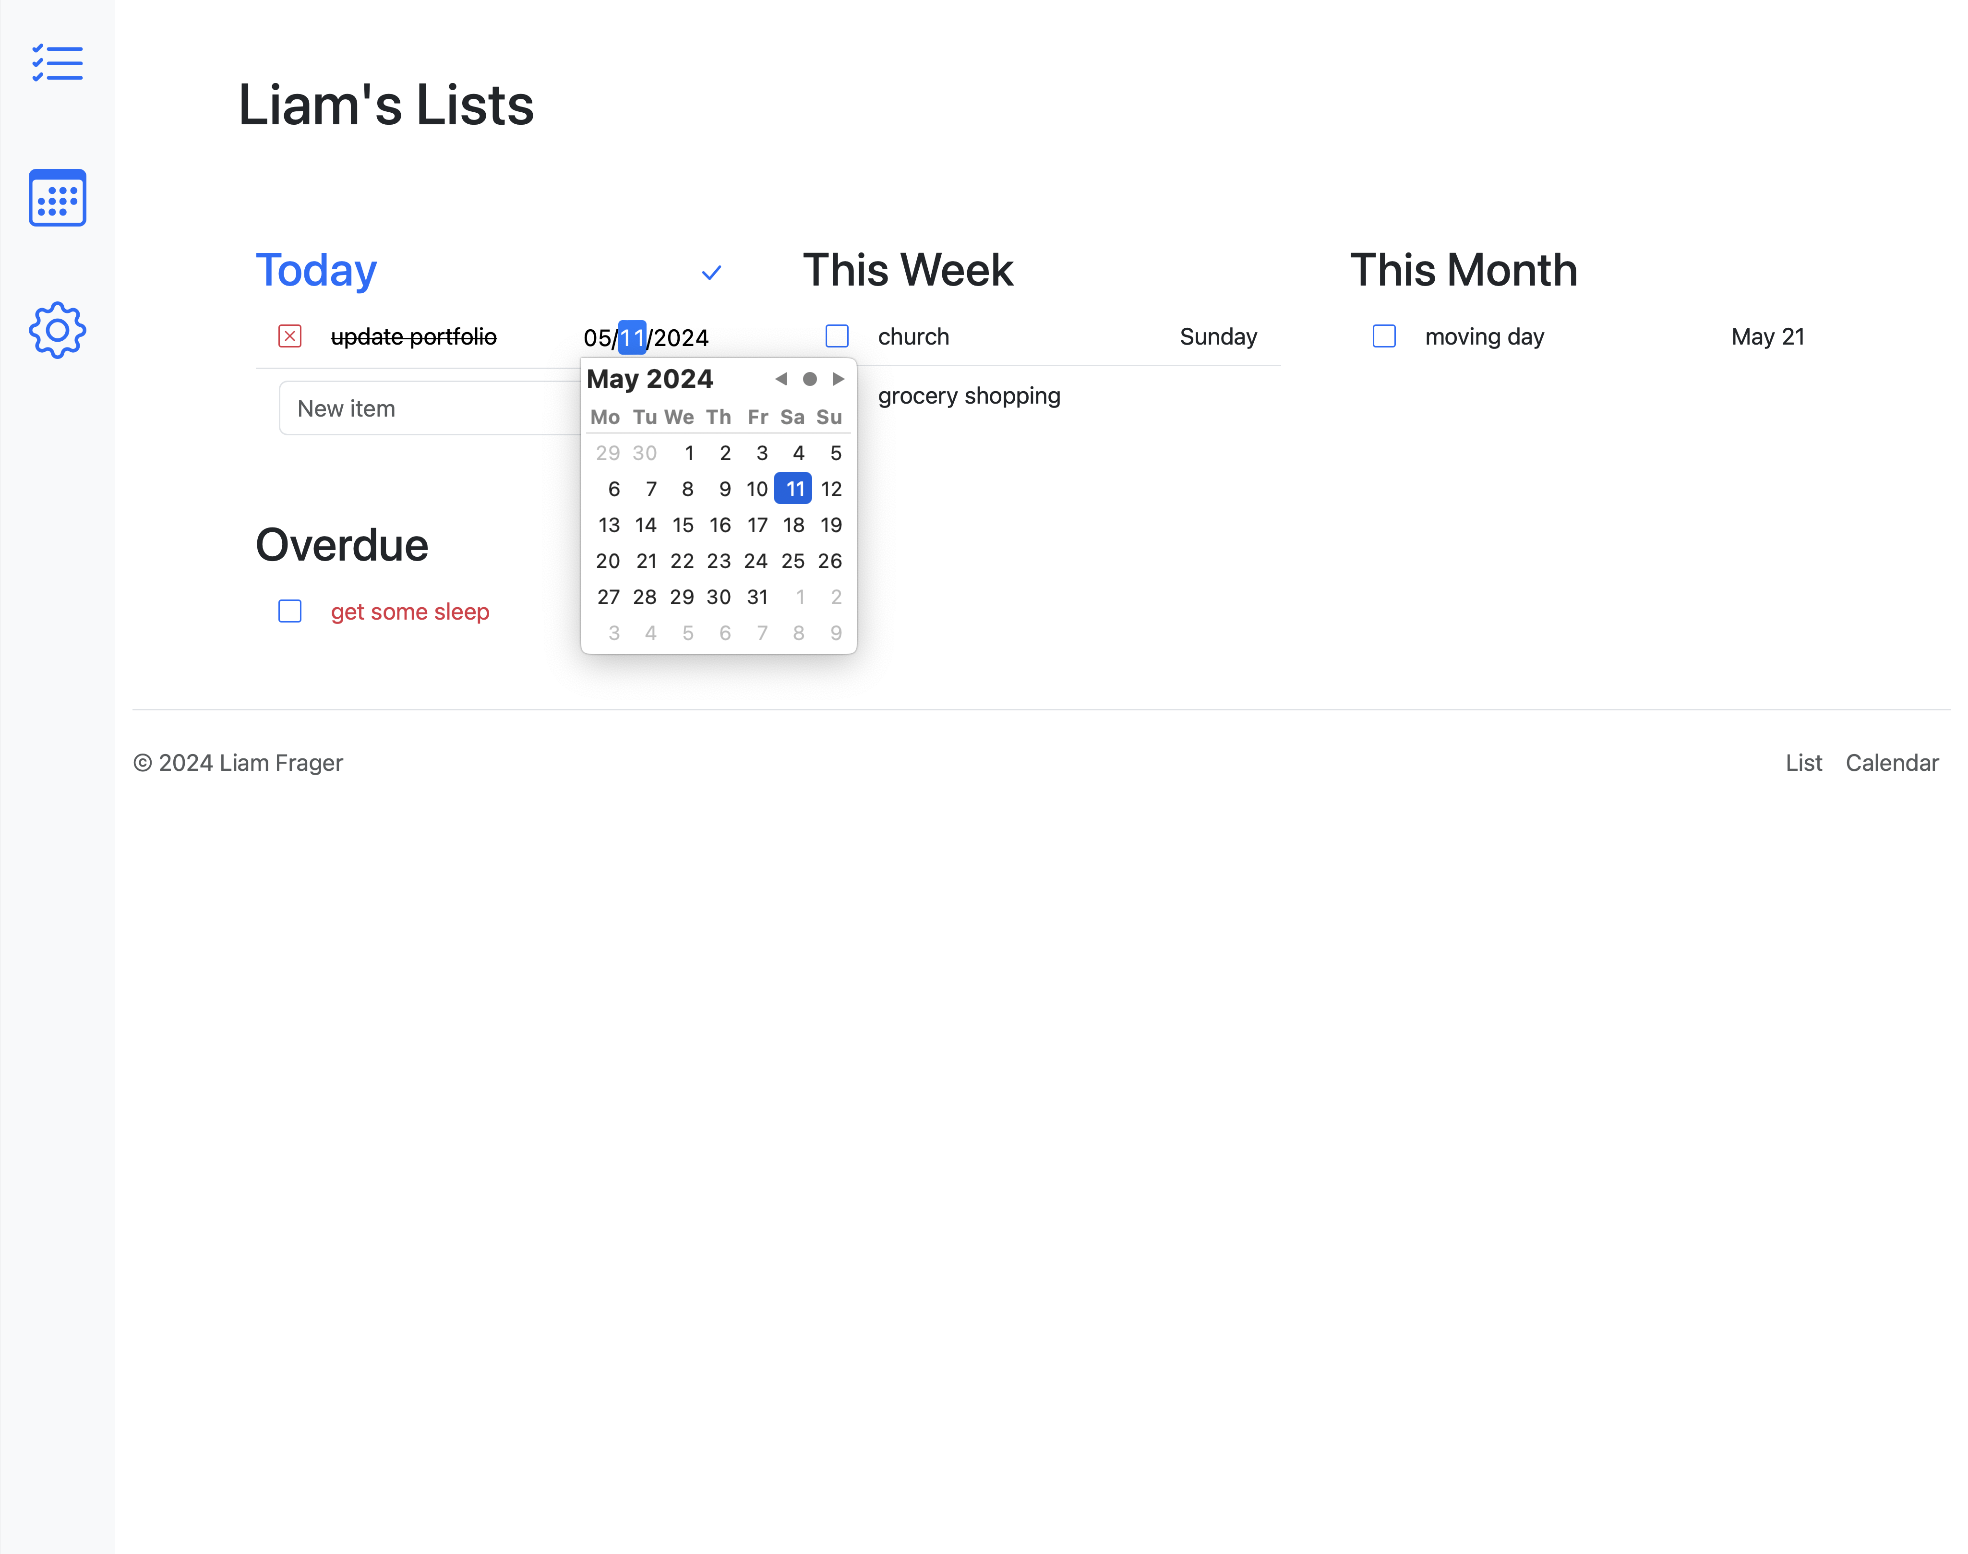 Liam's Lists
Today
update portfolio 05/11/2024
New item
May 2024
Mo Tu We Th Fr Sa Su
29 30 1 2 3 4 5
6 7 8 9 10 11 12
13 14 15 16 17 18 19
20 21 22 23 24 25 26
27 28 29 30 31 1 2
3 4 5 6 7 8 9
Overdue
get some sleep
This Week
church Sunday
grocery shopping
This Month
moving day May 21
© 2024 Liam Frager
List Calendar